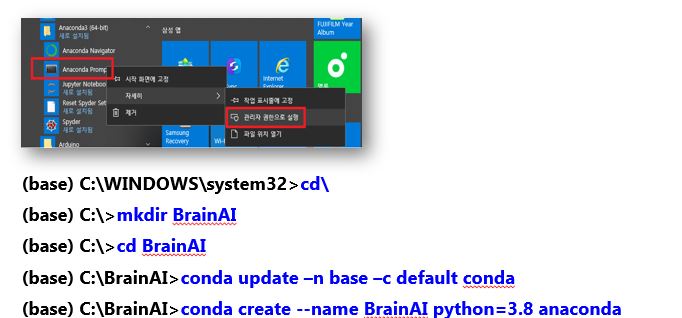 Anaconda3 (64-bit)
새로 설치됨
삼성 앱
FUJIFILM Year
Album
Anaconda Navigator
Anaconda Promp
시작 화면에 고정
Jupyter Noteboo
새로 설치됨
자세히
작업 표시줄에 고정
Internet
Explorer
Reset Spyder Set
새로 설치됨
제거
관리자 권한으로 실행
Spyder
새로 설치됨
파일 위치 열기
Samsung
Recovery
Wi-
Arduino
(base) C:\WINDOWS\system32>cd\
(base) C:\>mkdir BrainAI
(base) C:\>cd BrainAI
(base) C:\BrainAI>conda update –n base –c default conda
(base) C:\BrainAI>conda create --name BrainAI python=3.8 anaconda